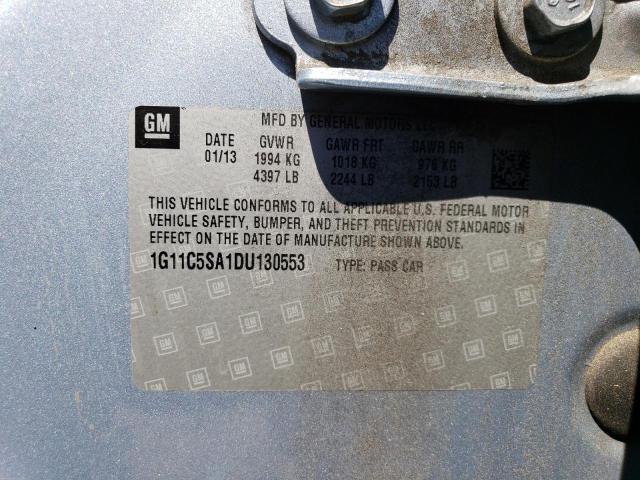 GM
MFD BY GENERAL MOTORS LLC
DATE GVWR GAWR FRT GAWR RR
01/13 1994 KG 1018 KG 976 KG
4397 LB 2244 LB 2153 LB
THIS VEHICLE CONFORMS TO ALL APPLICABLE U.S. FEDERAL MOTOR
VEHICLE SAFETY, BUMPER, AND THEFT PREVENTION STANDARDS IN
EFFECT ON THE DATE OF MANUFACTURE SHOWN ABOVE.
1G11C5SA1DU130553 TYPE: PASS CAR